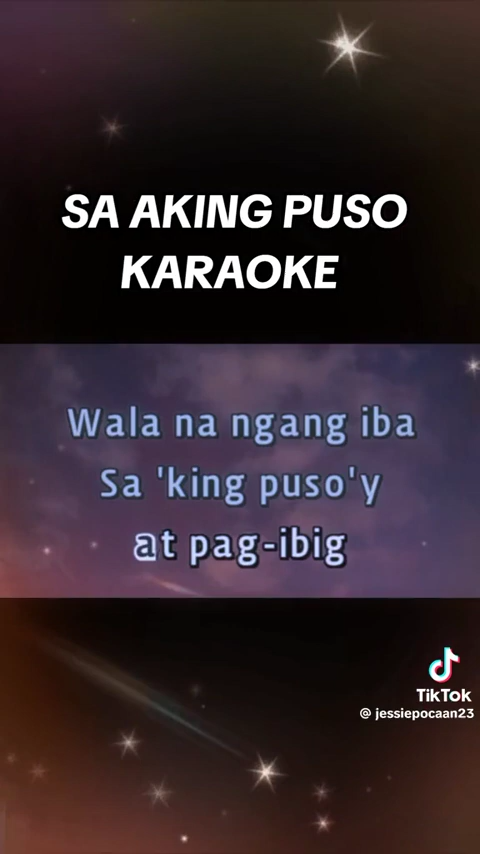 SA AKING PUSO
KARAOKE
Wala na ngang iba
Sa 'king puso'y
at pag-ibig
TikTok
@ jessiepocaan23